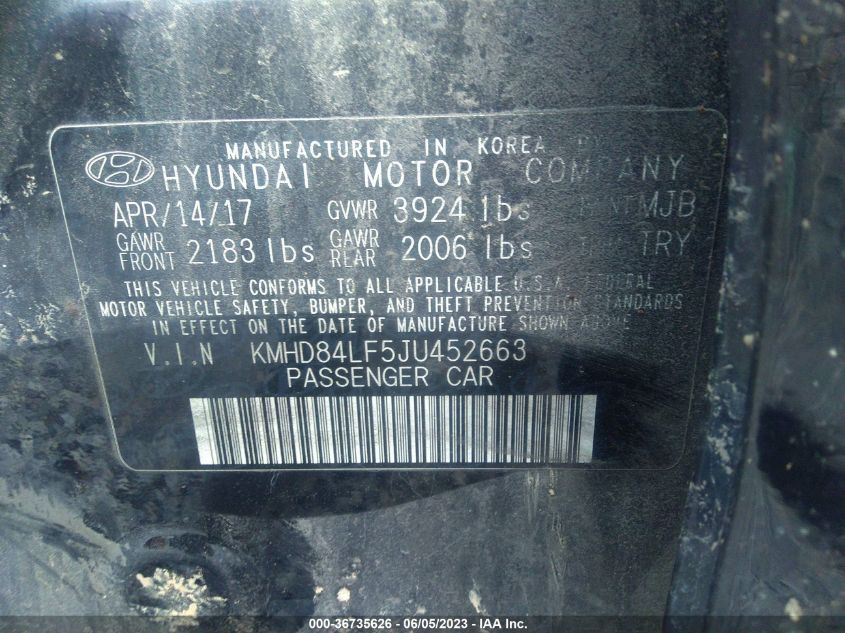 MANUFACTURED IN KOREA
HYUNDAI MOTOR COMPANY
APR/14/17 GVWR 3924 lbs MJB
GAWR FRONT 2183 lbs GAWR REAR 2006 lbs TRY
THIS VEHICLE CONFORMS TO ALL APPLICABLE U.S.A. FEDERAL
MOTOR VEHICLE SAFETY, BUMPER, AND THEFT PREVENTION STANDARDS
IN EFFECT ON THE DATE OF MANUFACTURE SHOWN ABOVE
V.I.N KMHD84LF5JU452663
PASSENGER CAR
000-36735626 - 06/05/2023 - IAA Inc.